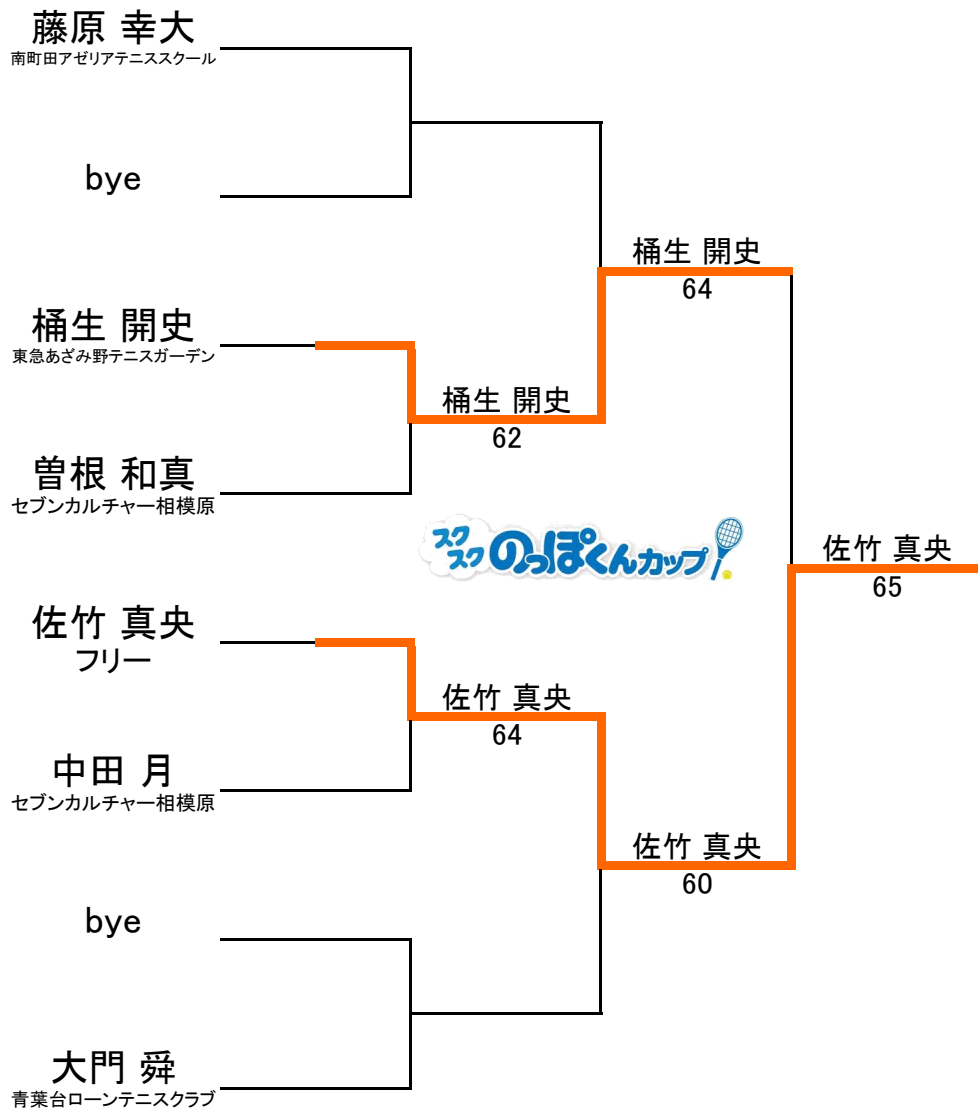 藤原 幸大
南町田アゼリアテニススクール
bye
桶生 開史
64
桶生 開史
東急あざみ野テニスガーデン
桶生 開史
62
曽根 和真
セブンカルチャー相模原
スクスクのっぽくんカップ
佐竹 真央
65
佐竹 真央
フリー
佐竹 真央
64
中田 月
セブンカルチャー相模原
佐竹 真央
60
bye
大門 舜
青葉台ローンテニスクラブ